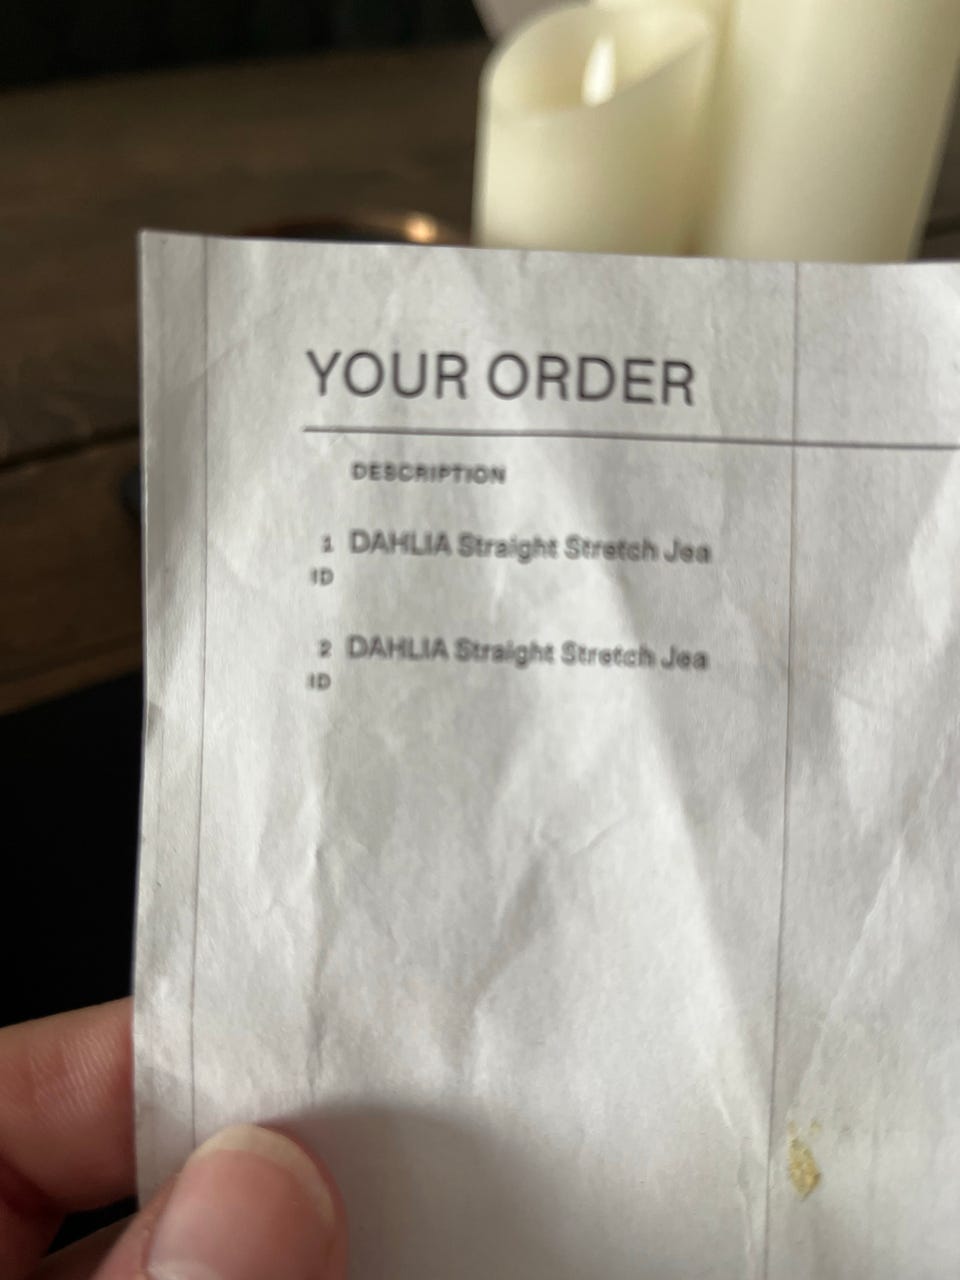 YOUR ORDER
DESCRIPTION
1 DAHLIA Straight Stretch Jea
ID
2 DAHLIA Straight Stretch Jea
ID